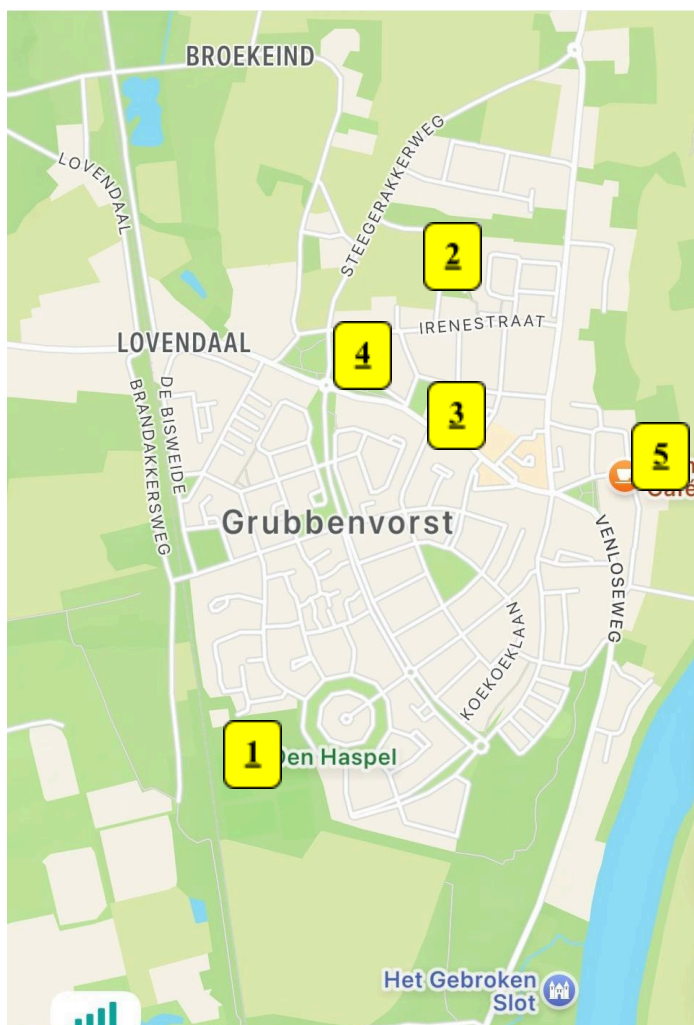 BROEKEIND
LOVENDAAL
STEEGERAKKERWEG
2
IRENESTRAAT
LOVENDAAL
4
3
DE BISWEIDE
BRANDAKKERSWEG
5
Grubbenvorst
VENLOSEWEG
KOEKOEKLAAN
1
Den Haspel
Het Gebroken
Slot